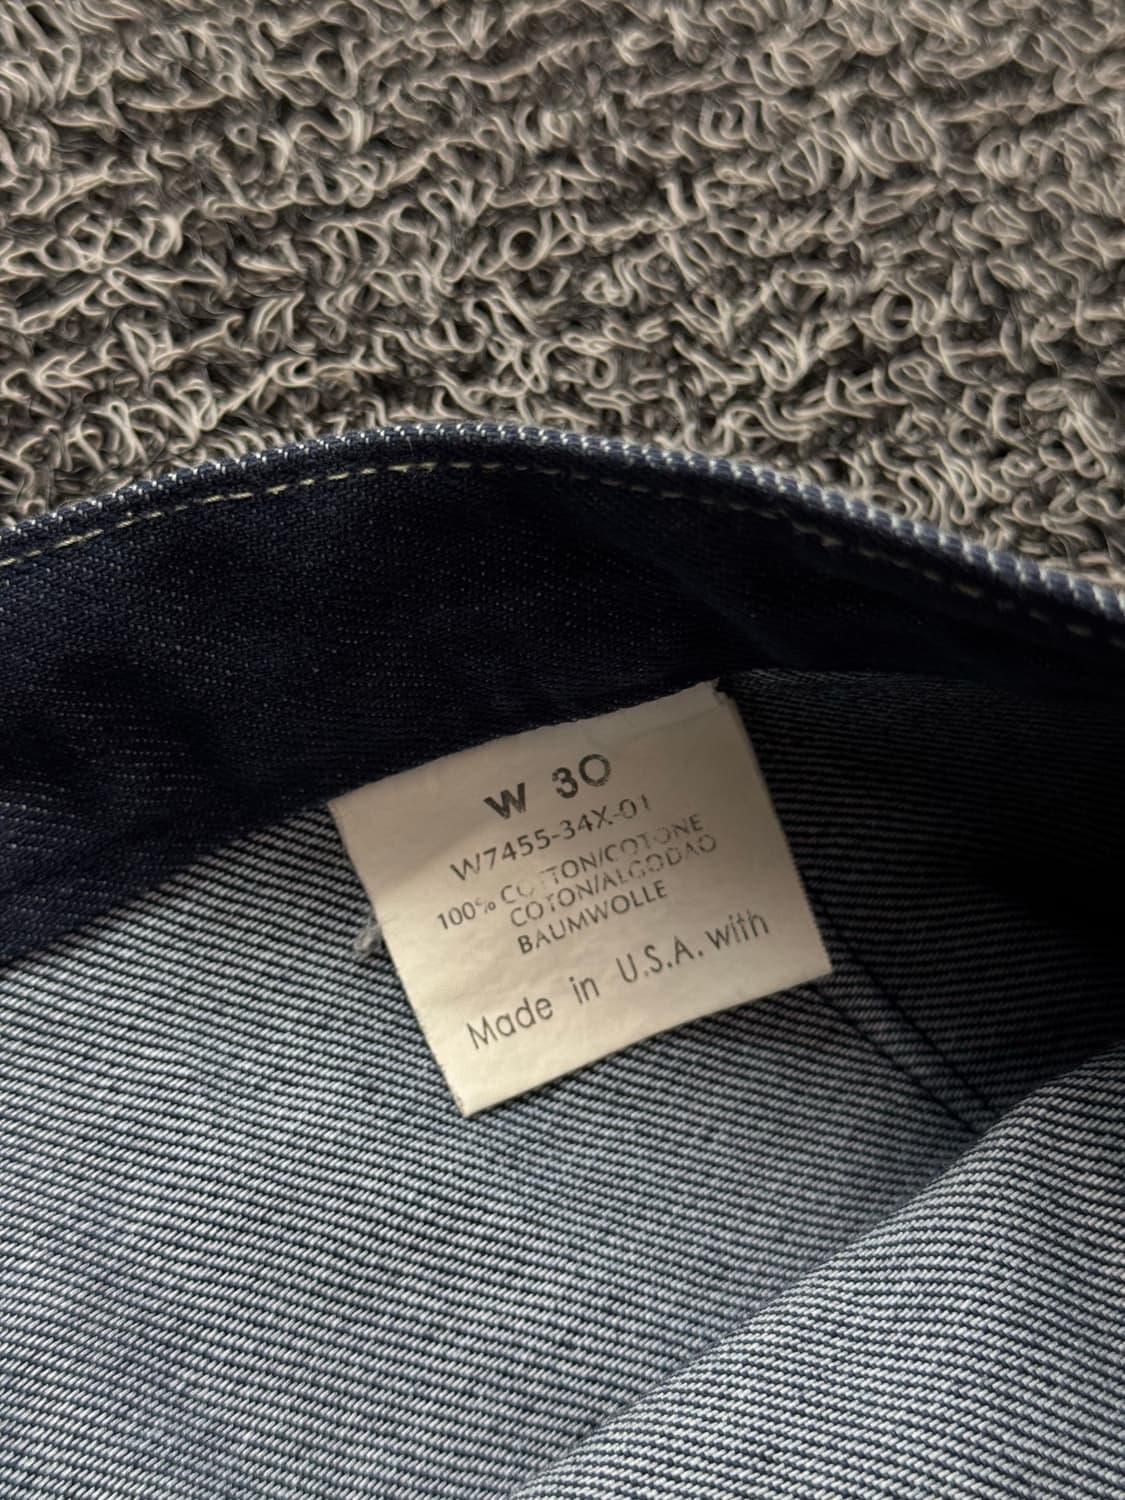 W 30
W7455-34X-01
100% COTTON/COTONE
COTON/ALGODAO
BAUMWOLLE
Made in U.S.A. with